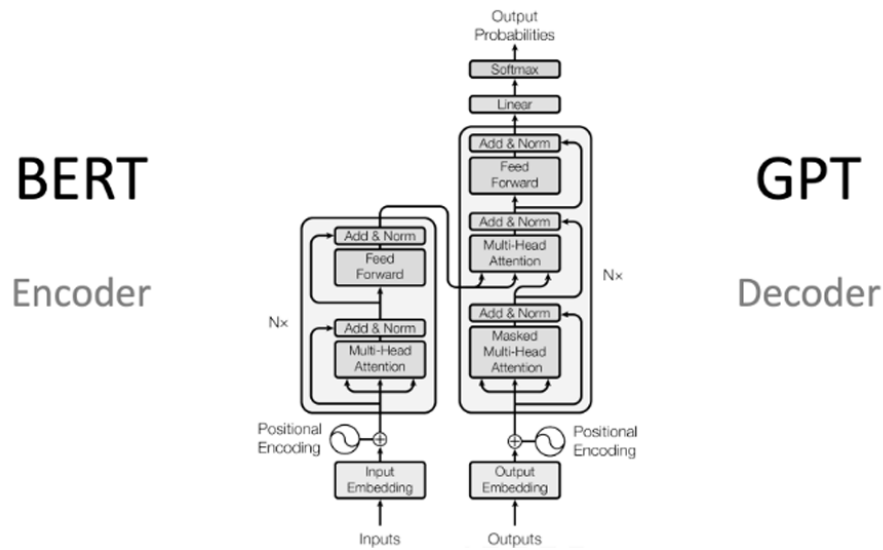 BERT
Encoder
Output
Probabilities
Softmax
Linear
Add & Norm
Feed
Forward
Add & Norm
Multi-Head
Attention
Add & Norm
Masked
Multi-Head
Attention
Nx
Add & Norm
Feed
Forward
Add & Norm
Multi-Head
Attention
Nx
Positional
Encoding
Positional
Encoding
Input
Embedding
Output
Embedding
Inputs
Outputs
GPT
Decoder